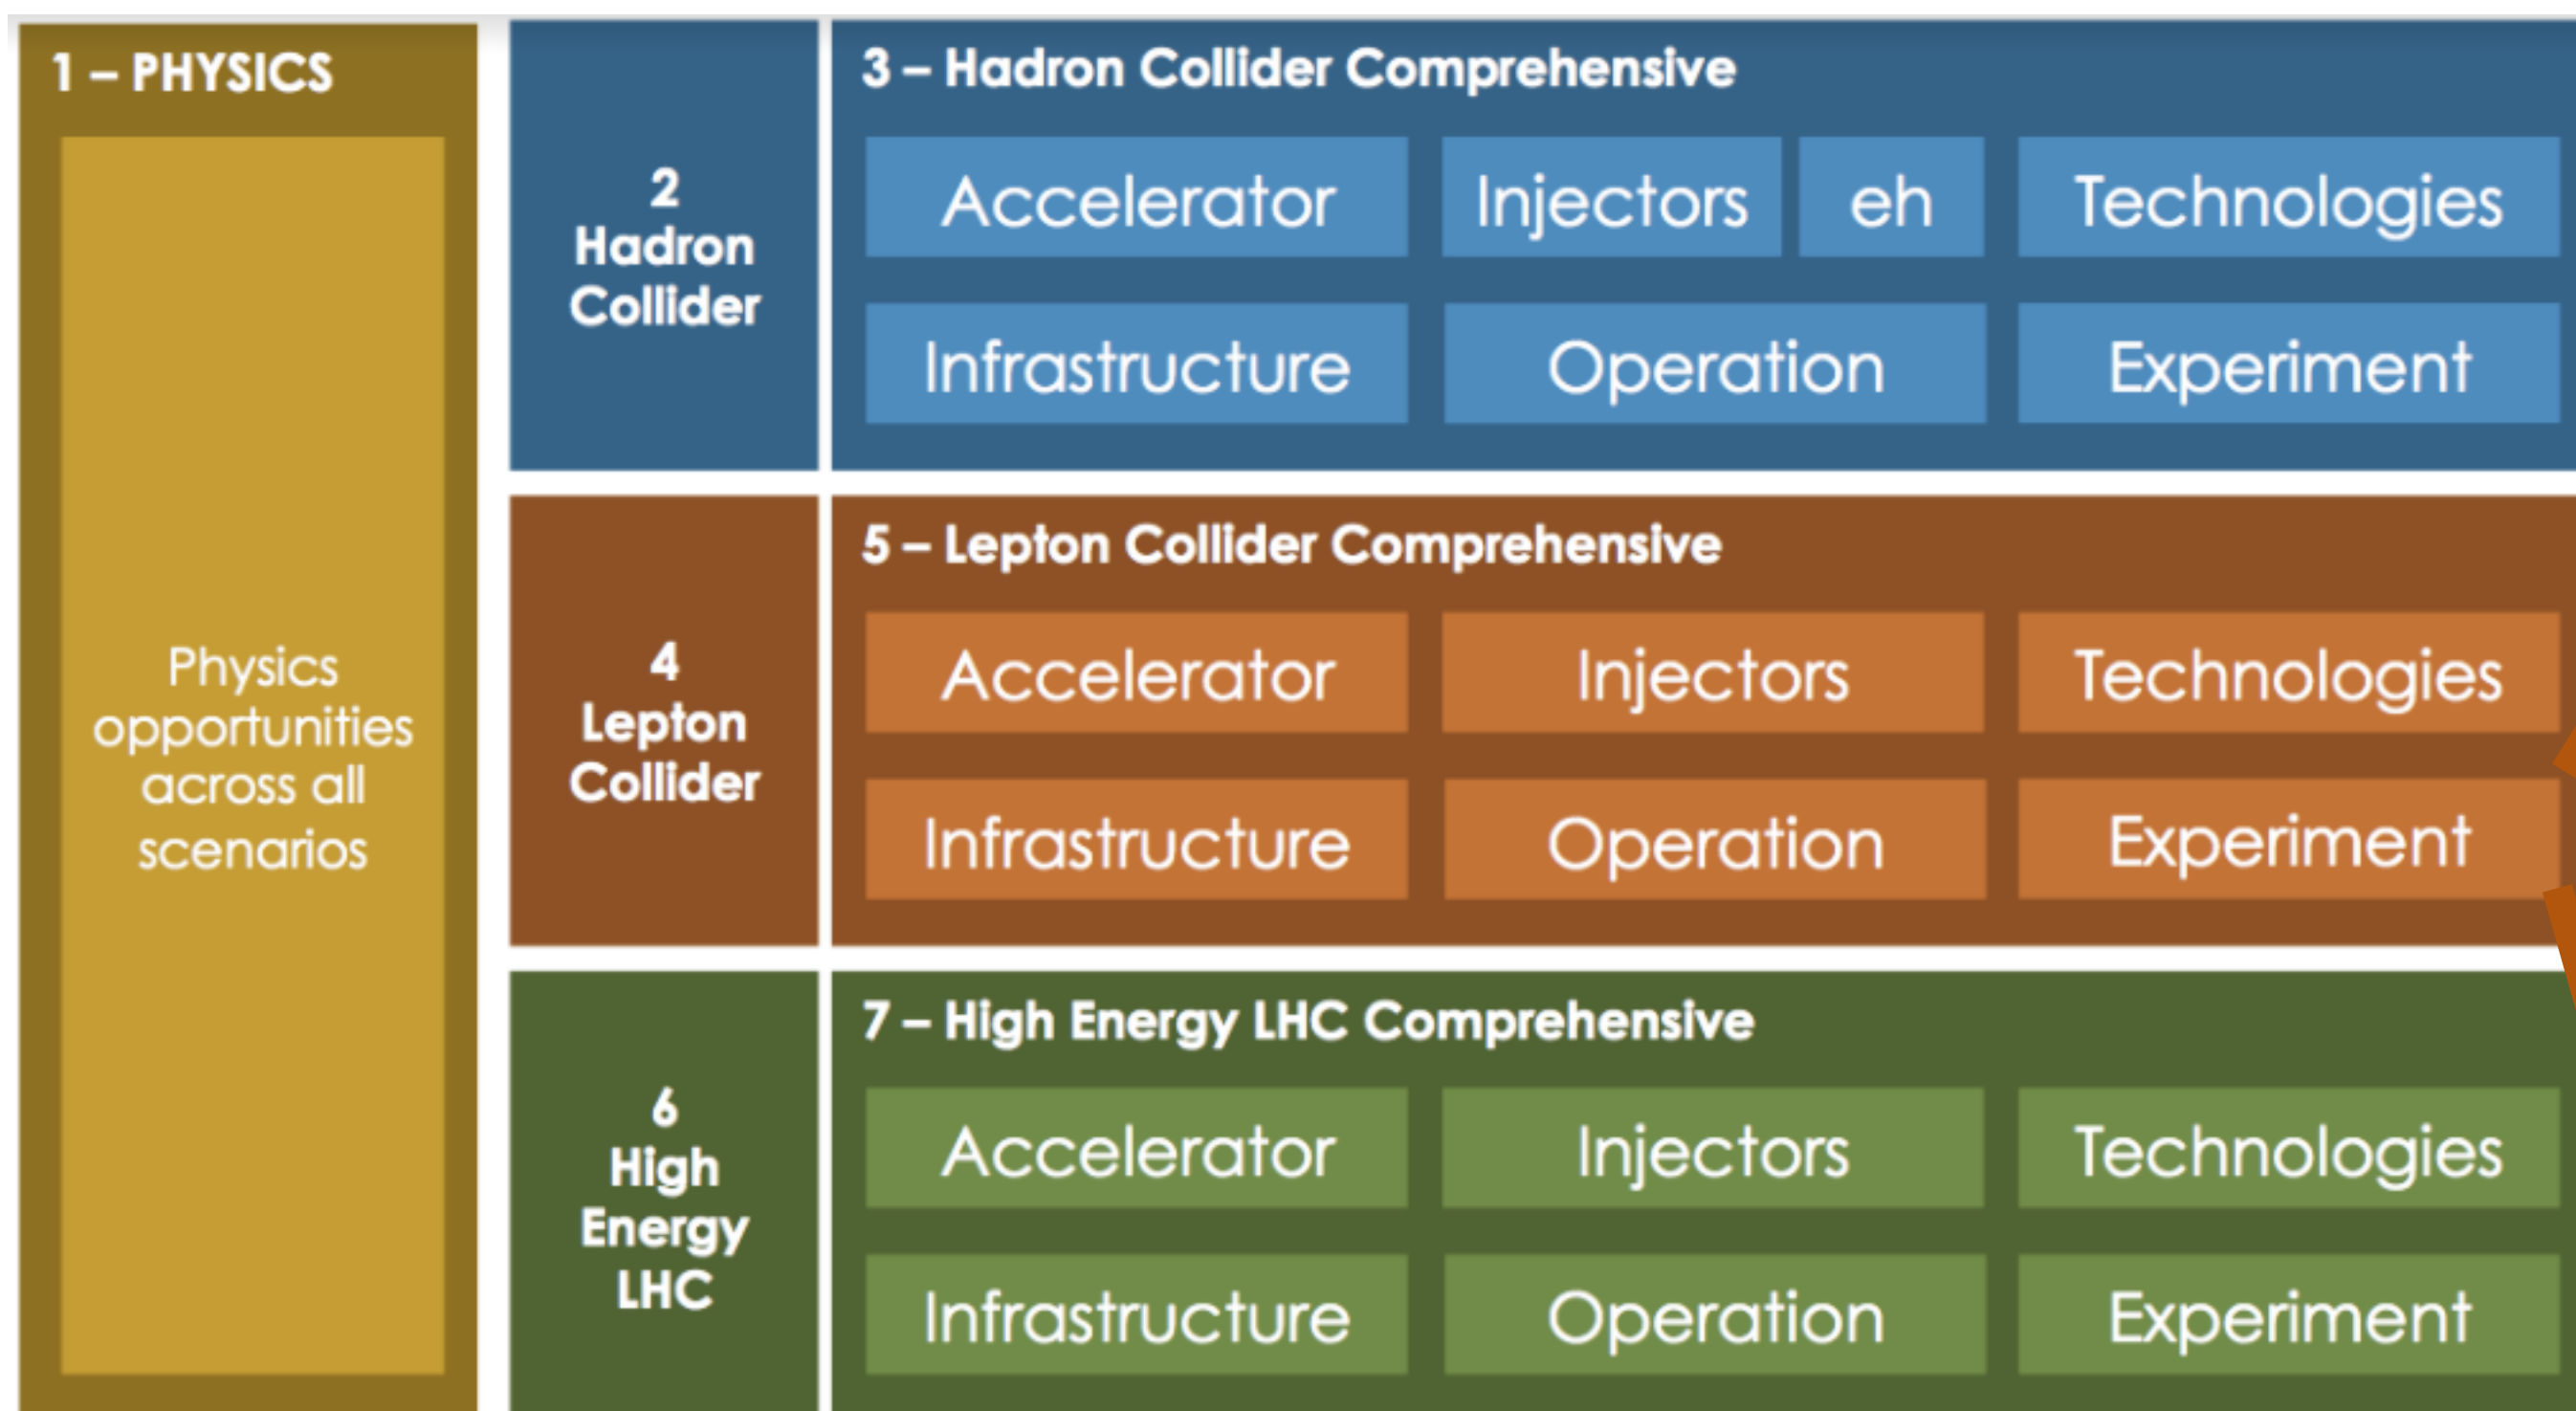 1 – PHYSICS
Physics
opportunities
across all
scenarios
2
Hadron
Collider
3 – Hadron Collider Comprehensive
Accelerator Injectors eh Technologies
Infrastructure Operation Experiment
4
Lepton
Collider
5 – Lepton Collider Comprehensive
Accelerator Injectors Technologies
Infrastructure Operation Experiment
6
High
Energy
LHC
7 – High Energy LHC Comprehensive
Accelerator Injectors Technologies
Infrastructure Operation Experiment